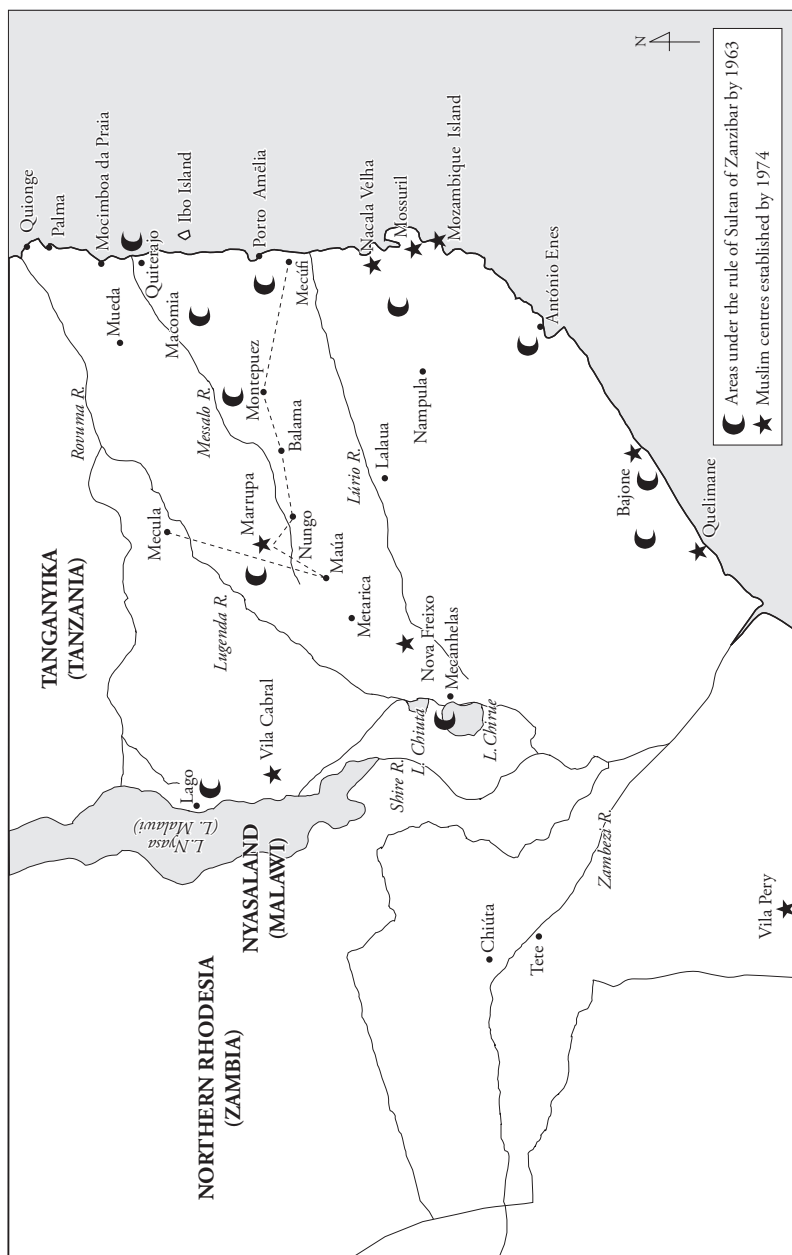 TANGANYIKA
(TANZANIA)
NORTHERN RHODESIA
(ZAMBIA)
NYASALAND
(MALAWI)
L.Nyasa
(L. Malawi)
Lago
Vila Cabral
Rovuma R.
Lugenda R.
Mecula
Messalo R.
Marrupa
Nungo
Maúa
Metarica
Nova Freixo
Mecanhelas
L. Chiuta
L.Chirue
Shire R.
Quionge
Palma
Mocimboa da Praia
Mueda
Quiterajo
Ibo Island
Macomia
Porto Amélia
Mecúfi
Montepuez
Balama
Lúrio R.
Lalaua
Nampula
Nacala Velha
Mossuril
Mozambique Island
António Enes
Bajone
Quelimane
Chiúta
Tete
Zambezi R.
Vila Pery
N
Areas under the rule of Sultan of Zanzibar by 1963
Muslim centres established by 1974